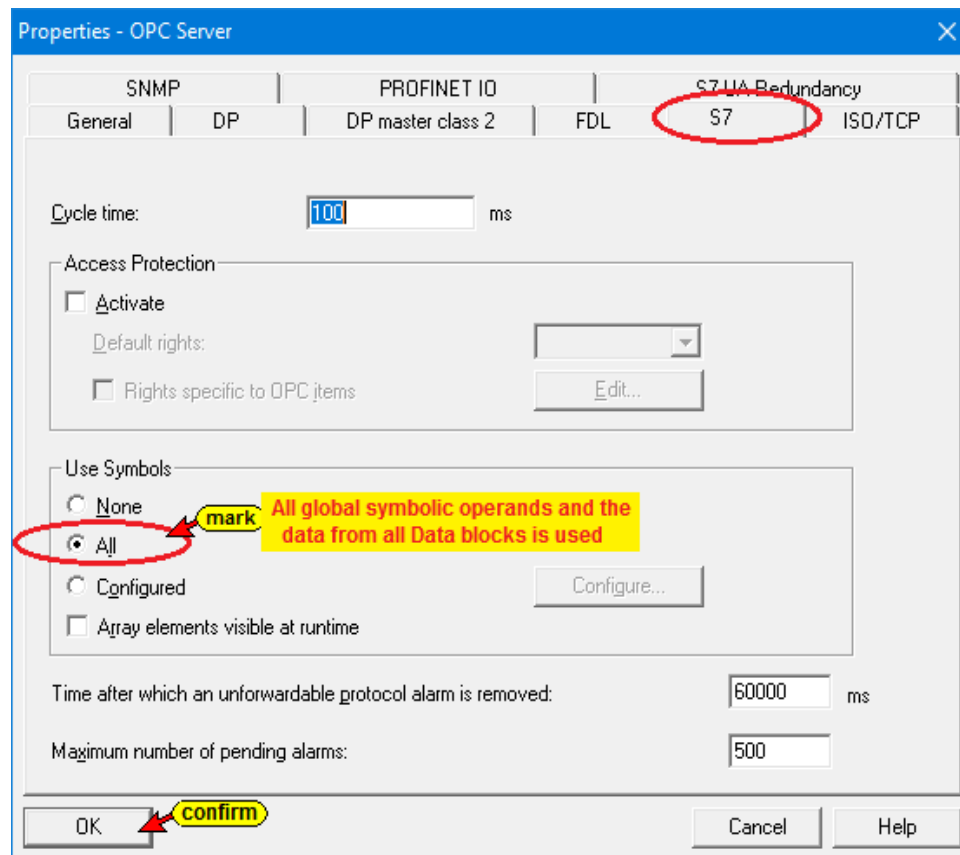 Properties - OPC Server
SNMP PROFINET IO S7 UA Redundancy
General DP DP master class 2 FDL S7 ISO/TCP
Cycle time: 100 ms
Access Protection
Activate
Default rights:
Rights specific to OPC items Edit...
Use Symbols
None
mark All global symbolic operands and the
data from all Data blocks is used
All
Configured Configure...
Array elements visible at runtime
Time after which an unforwardable protocol alarm is removed: 60000 ms
Maximum number of pending alarms: 500
OK confirm Cancel Help